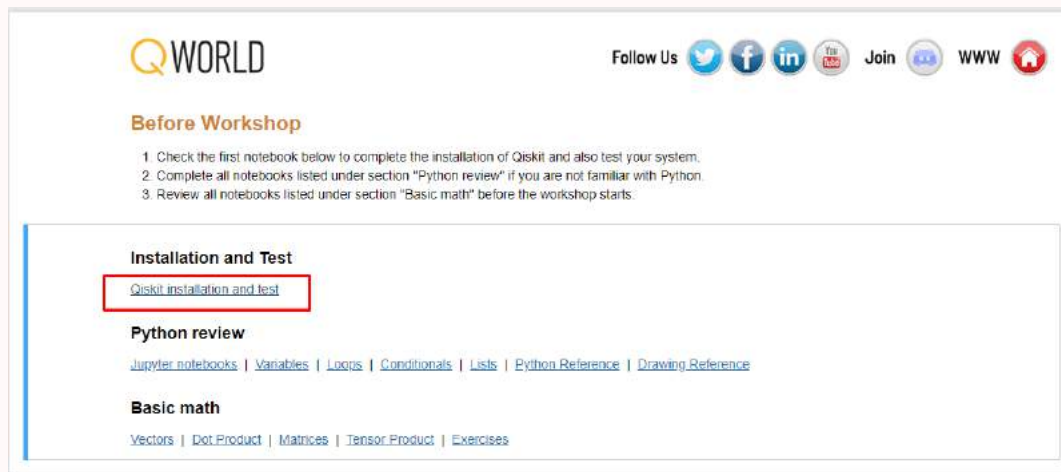 QWORLD
Follow Us You Tube Join WWW
Before Workshop
1. Check the first notebook below to complete the installation of Qiskit and also test your system.
2. Complete all notebooks listed under section "Python review" if you are not familiar with Python.
3. Review all notebooks listed under section "Basic math" before the workshop starts.
Installation and Test
Qiskit installation and test
Python review
Jupyter notebooks | Variables | Loops | Conditionals | Lists | Python Reference | Drawing Reference
Basic math
Vectors | Dot Product | Matrices | Tensor Product | Exercises